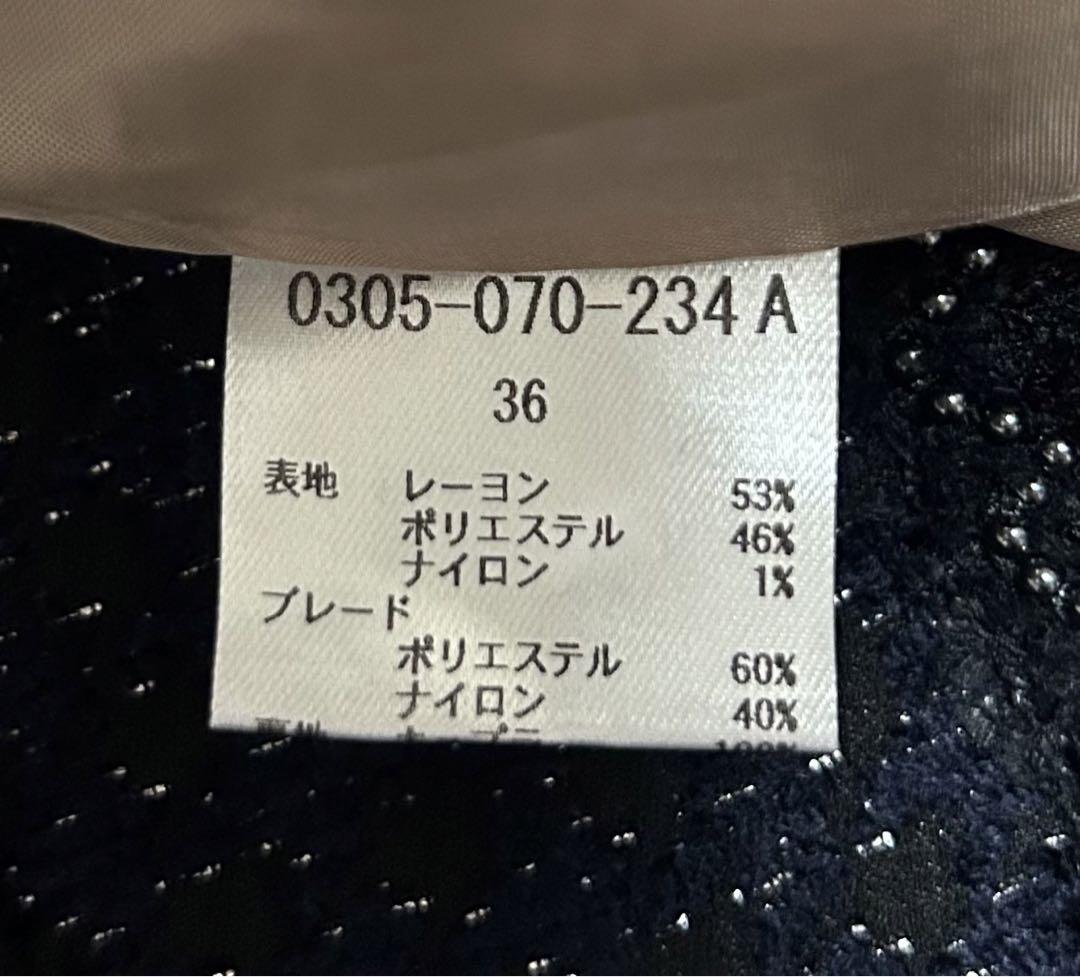 0305-070-234 A
36
表地 レーヨン 53%
ポリエステル 46%
ナイロン 1%
ブレード
ポリエステル 60%
ナイロン 40%